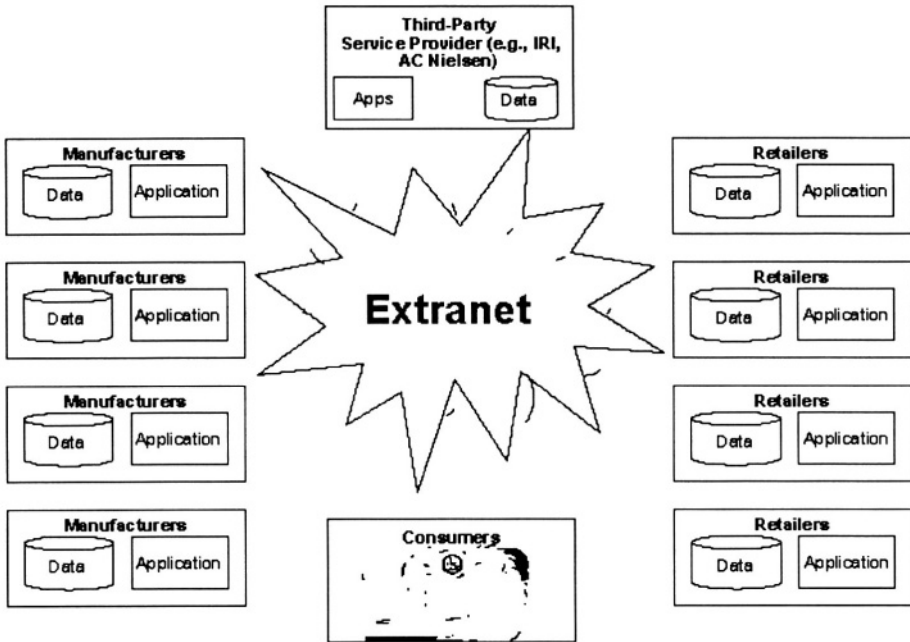 Third-Party
Service Provider (e.g., IRI,
AC Nielsen)
Apps
Data
Manufacturers
Data
Application
Manufacturers
Data
Application
Manufacturers
Data
Application
Manufacturers
Data
Application
Extranet
Retailers
Data
Application
Retailers
Data
Application
Retailers
Data
Application
Retailers
Data
Application
Consumers